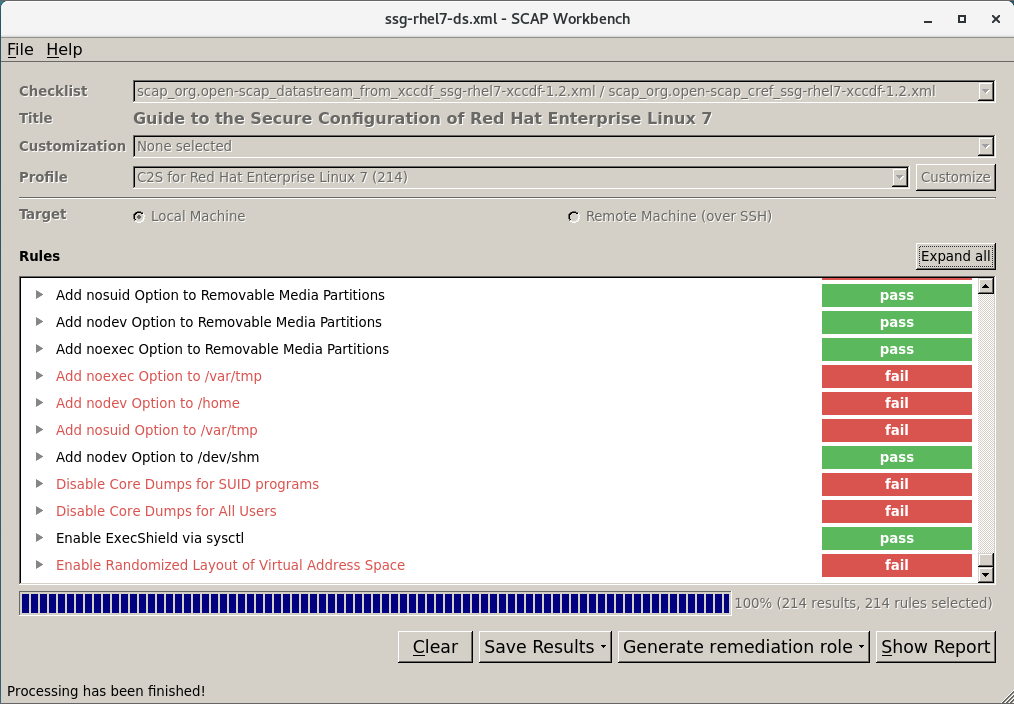 ssg-rhel7-ds.xml - SCAP Workbench
File Help
Checklist scap_org.open-scap_datastream_from_xccdf_ssg-rhel7-xccdf-1.2.xml / scap_org.open-scap_cref_ssg-rhel7-xccdf-1.2.xml
Title Guide to the Secure Configuration of Red Hat Enterprise Linux 7
Customization None selected
Profile C2S for Red Hat Enterprise Linux 7 (214) Customize
Target Local Machine Remote Machine (over SSH)
Rules Expand all
Add nosuid Option to Removable Media Partitions pass
Add nodev Option to Removable Media Partitions pass
Add noexec Option to Removable Media Partitions pass
Add noexec Option to /var/tmp fail
Add nodev Option to /home fail
Add nosuid Option to /var/tmp fail
Add nodev Option to /dev/shm pass
Disable Core Dumps for SUID programs fail
Disable Core Dumps for All Users fail
Enable ExecShield via sysctl pass
Enable Randomized Layout of Virtual Address Space fail
100% (214 results, 214 rules selected)
Clear Save Results Generate remediation role Show Report
Processing has been finished!